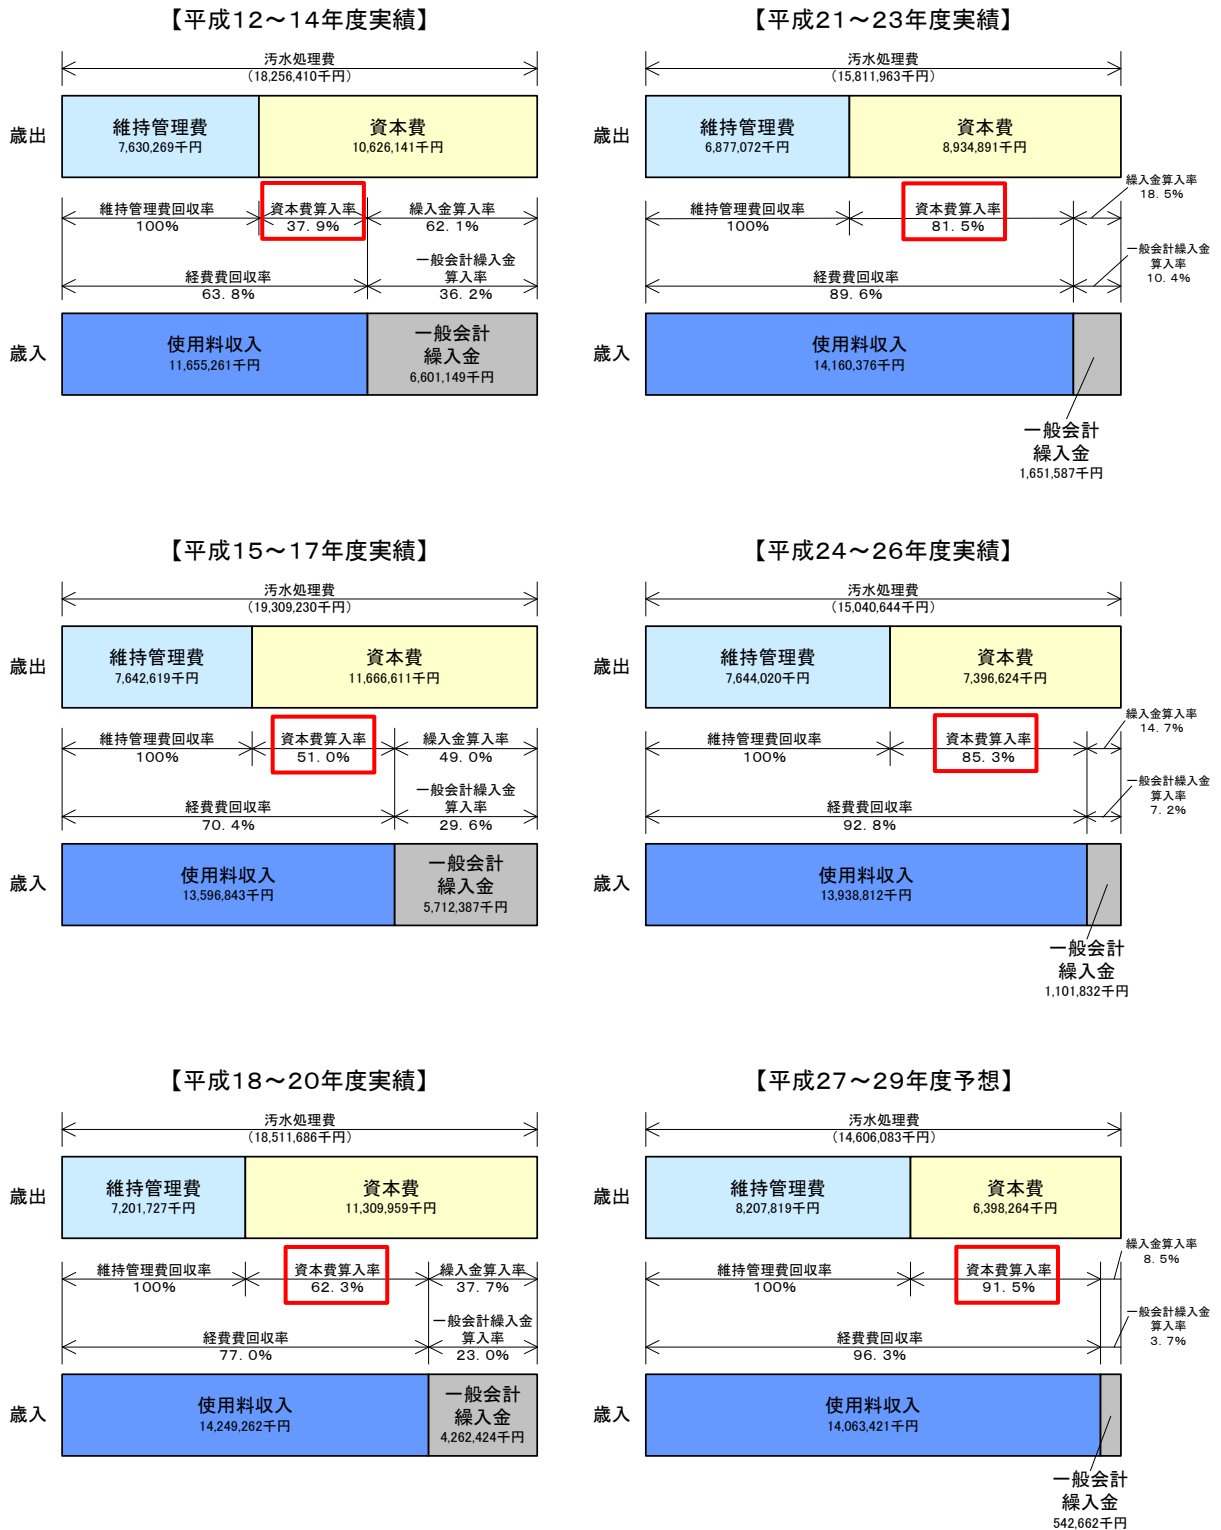 【平成12～14年度実績】
汚水処理費
（18,256,410千円）
歳出
維持管理費
7,630,269千円
資本費
10,626,141千円
維持管理費回収率
100%
資本費算入率
37.9%
繰入金算入率
62.1%
経費費回収率
63.8%
一般会計繰入金
算入率
36.2%
歳入
使用料収入
11,655,261千円
一般会計
繰入金
6,601,149千円
【平成21～23年度実績】
汚水処理費
（15,811,963千円）
歳出
維持管理費
6,877,072千円
資本費
8,934,891千円
維持管理費回収率
100%
資本費算入率
81.5%
繰入金算入率
18.5%
経費費回収率
89.6%
一般会計繰入金
算入率
10.4%
歳入
使用料収入
14,160,376千円
一般会計
繰入金
1,651,587千円
【平成15～17年度実績】
汚水処理費
（19,309,230千円）
歳出
維持管理費
7,642,619千円
資本費
11,666,611千円
維持管理費回収率
100%
資本費算入率
51.0%
繰入金算入率
49.0%
経費費回収率
70.4%
一般会計繰入金
算入率
29.6%
歳入
使用料収入
13,596,843千円
一般会計
繰入金
5,712,387千円
【平成24～26年度実績】
汚水処理費
（15,040,644千円）
歳出
維持管理費
7,644,020千円
資本費
7,396,624千円
維持管理費回収率
100%
資本費算入率
85.3%
繰入金算入率
14.7%
経費費回収率
92.8%
一般会計繰入金
算入率
7.2%
歳入
使用料収入
13,938,812千円
一般会計
繰入金
1,101,832千円
【平成18～20年度実績】
汚水処理費
（18,511,686千円）
歳出
維持管理費
7,201,727千円
資本費
11,309,959千円
維持管理費回収率
100%
資本費算入率
62.3%
繰入金算入率
37.7%
経費費回収率
77.0%
一般会計繰入金
算入率
23.0%
歳入
使用料収入
14,249,262千円
一般会計
繰入金
4,262,424千円
【平成27～29年度予想】
汚水処理費
（14,606,083千円）
歳出
維持管理費
8,207,819千円
資本費
6,398,264千円
維持管理費回収率
100%
資本費算入率
91.5%
繰入金算入率
8.5%
経費費回収率
96.3%
一般会計繰入金
算入率
3.7%
歳入
使用料収入
14,063,421千円
一般会計
繰入金
542,662千円